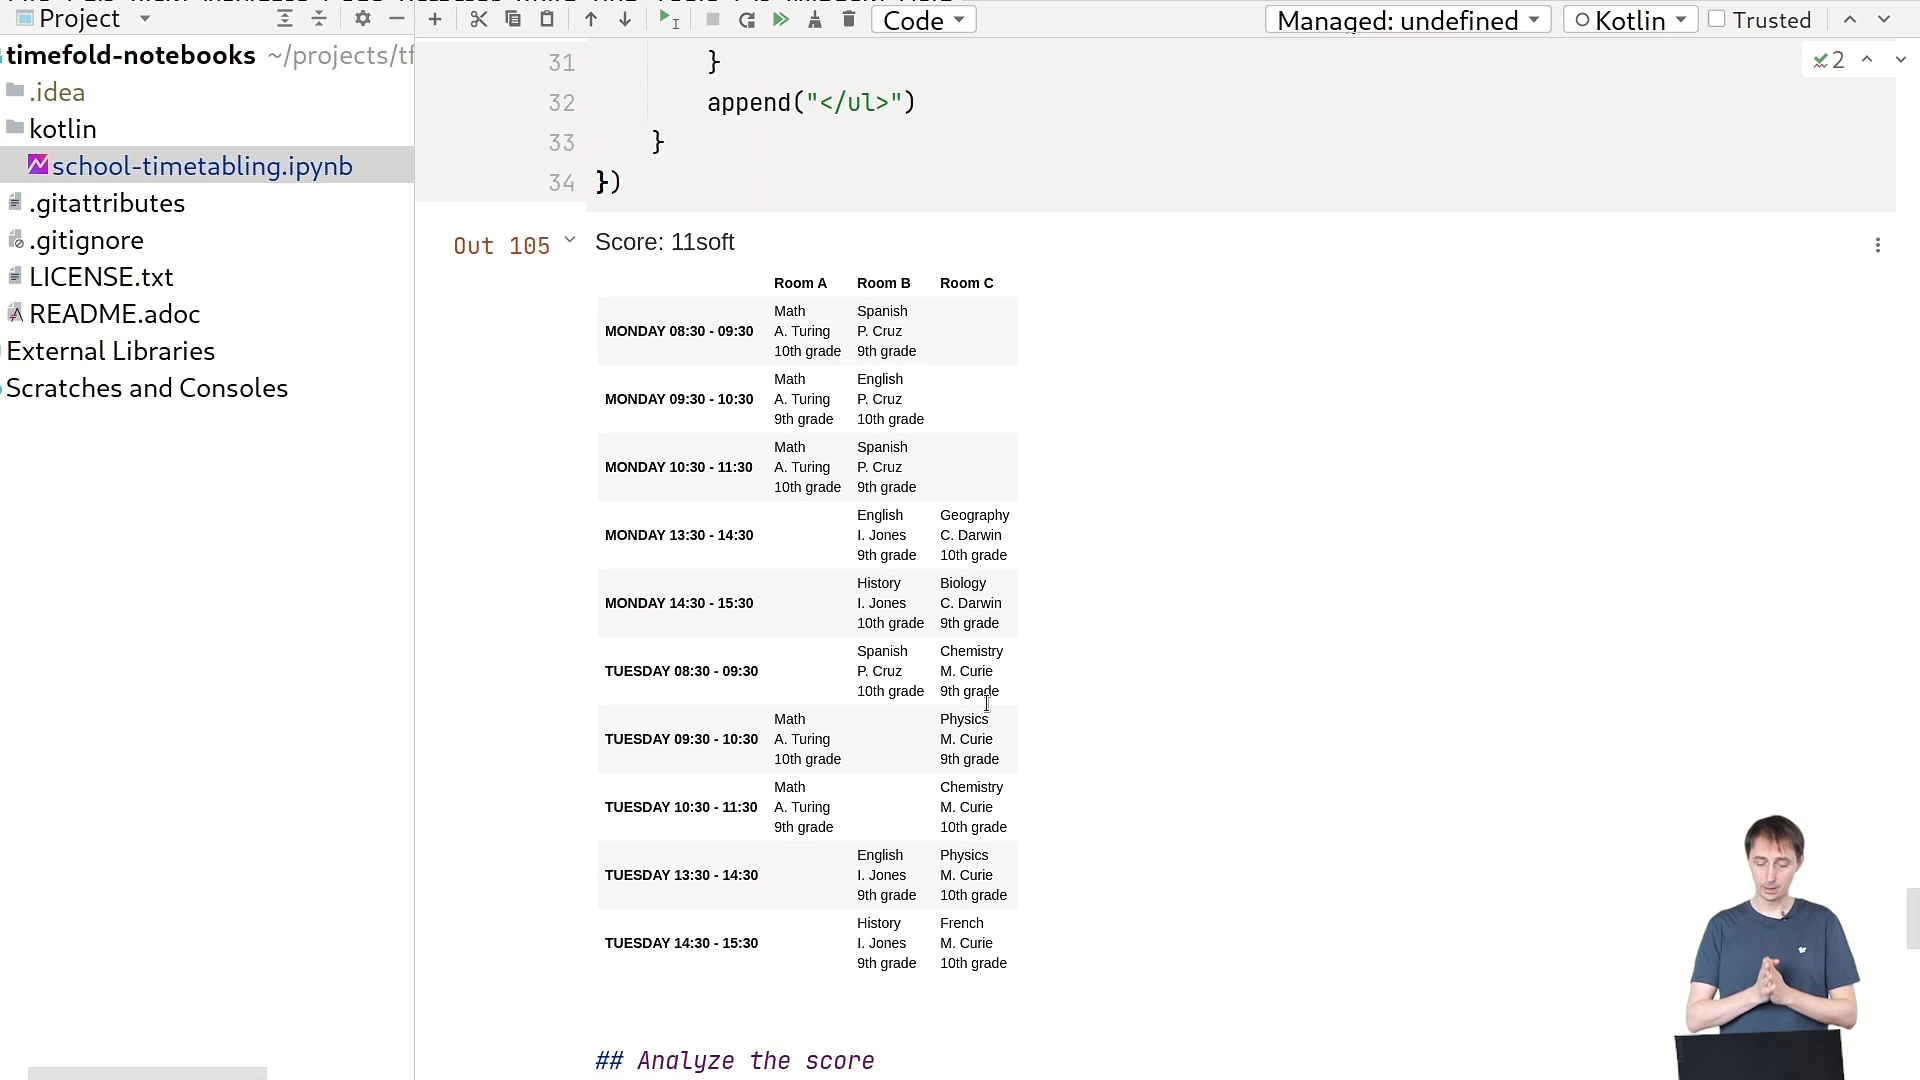 Project
Code
Managed: undefined
Kotlin
Trusted
timefold-notebooks ~/projects/tf
.idea
kotlin
school-timetabling.ipynb
.gitattributes
.gitignore
LICENSE.txt
README.adoc
External Libraries
Scratches and Consoles
2
31 }
32 append("</ul>")
33 }
34 })
Out 105
Score: 11soft
Room A Room B Room C
MONDAY 08:30 - 09:30
Math
A. Turing
10th grade
Spanish
P. Cruz
9th grade
MONDAY 09:30 - 10:30
Math
A. Turing
9th grade
English
P. Cruz
10th grade
MONDAY 10:30 - 11:30
Math
A. Turing
10th grade
Spanish
P. Cruz
9th grade
MONDAY 13:30 - 14:30
English
I. Jones
9th grade
Geography
C. Darwin
10th grade
MONDAY 14:30 - 15:30
History
I. Jones
10th grade
Biology
C. Darwin
9th grade
TUESDAY 08:30 - 09:30
Spanish
P. Cruz
10th grade
Chemistry
M. Curie
9th grade
TUESDAY 09:30 - 10:30
Math
A. Turing
10th grade
Physics
M. Curie
9th grade
TUESDAY 10:30 - 11:30
Math
A. Turing
9th grade
Chemistry
M. Curie
10th grade
TUESDAY 13:30 - 14:30
English
I. Jones
9th grade
Physics
M. Curie
10th grade
TUESDAY 14:30 - 15:30
History
I. Jones
9th grade
French
M. Curie
10th grade
## Analyze the score